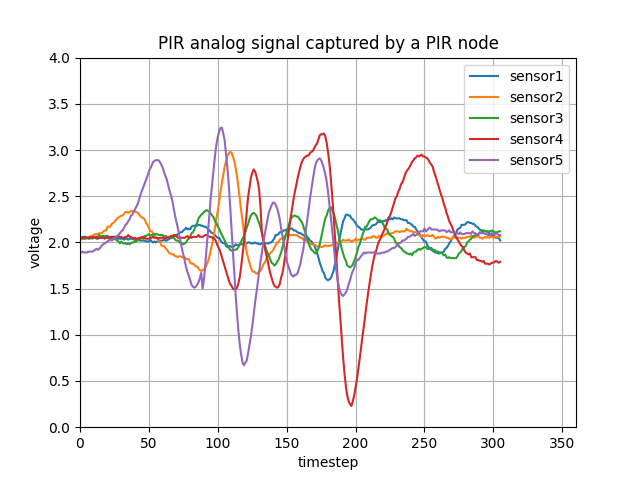 PIR analog signal captured by a PIR node
4.0
3.5
3.0
2.5
2.0
1.5
1.0
0.5
0.0
voltage
sensor1
sensor2
sensor3
sensor4
sensor5
0 50 100 150 200 250 300 350
timestep